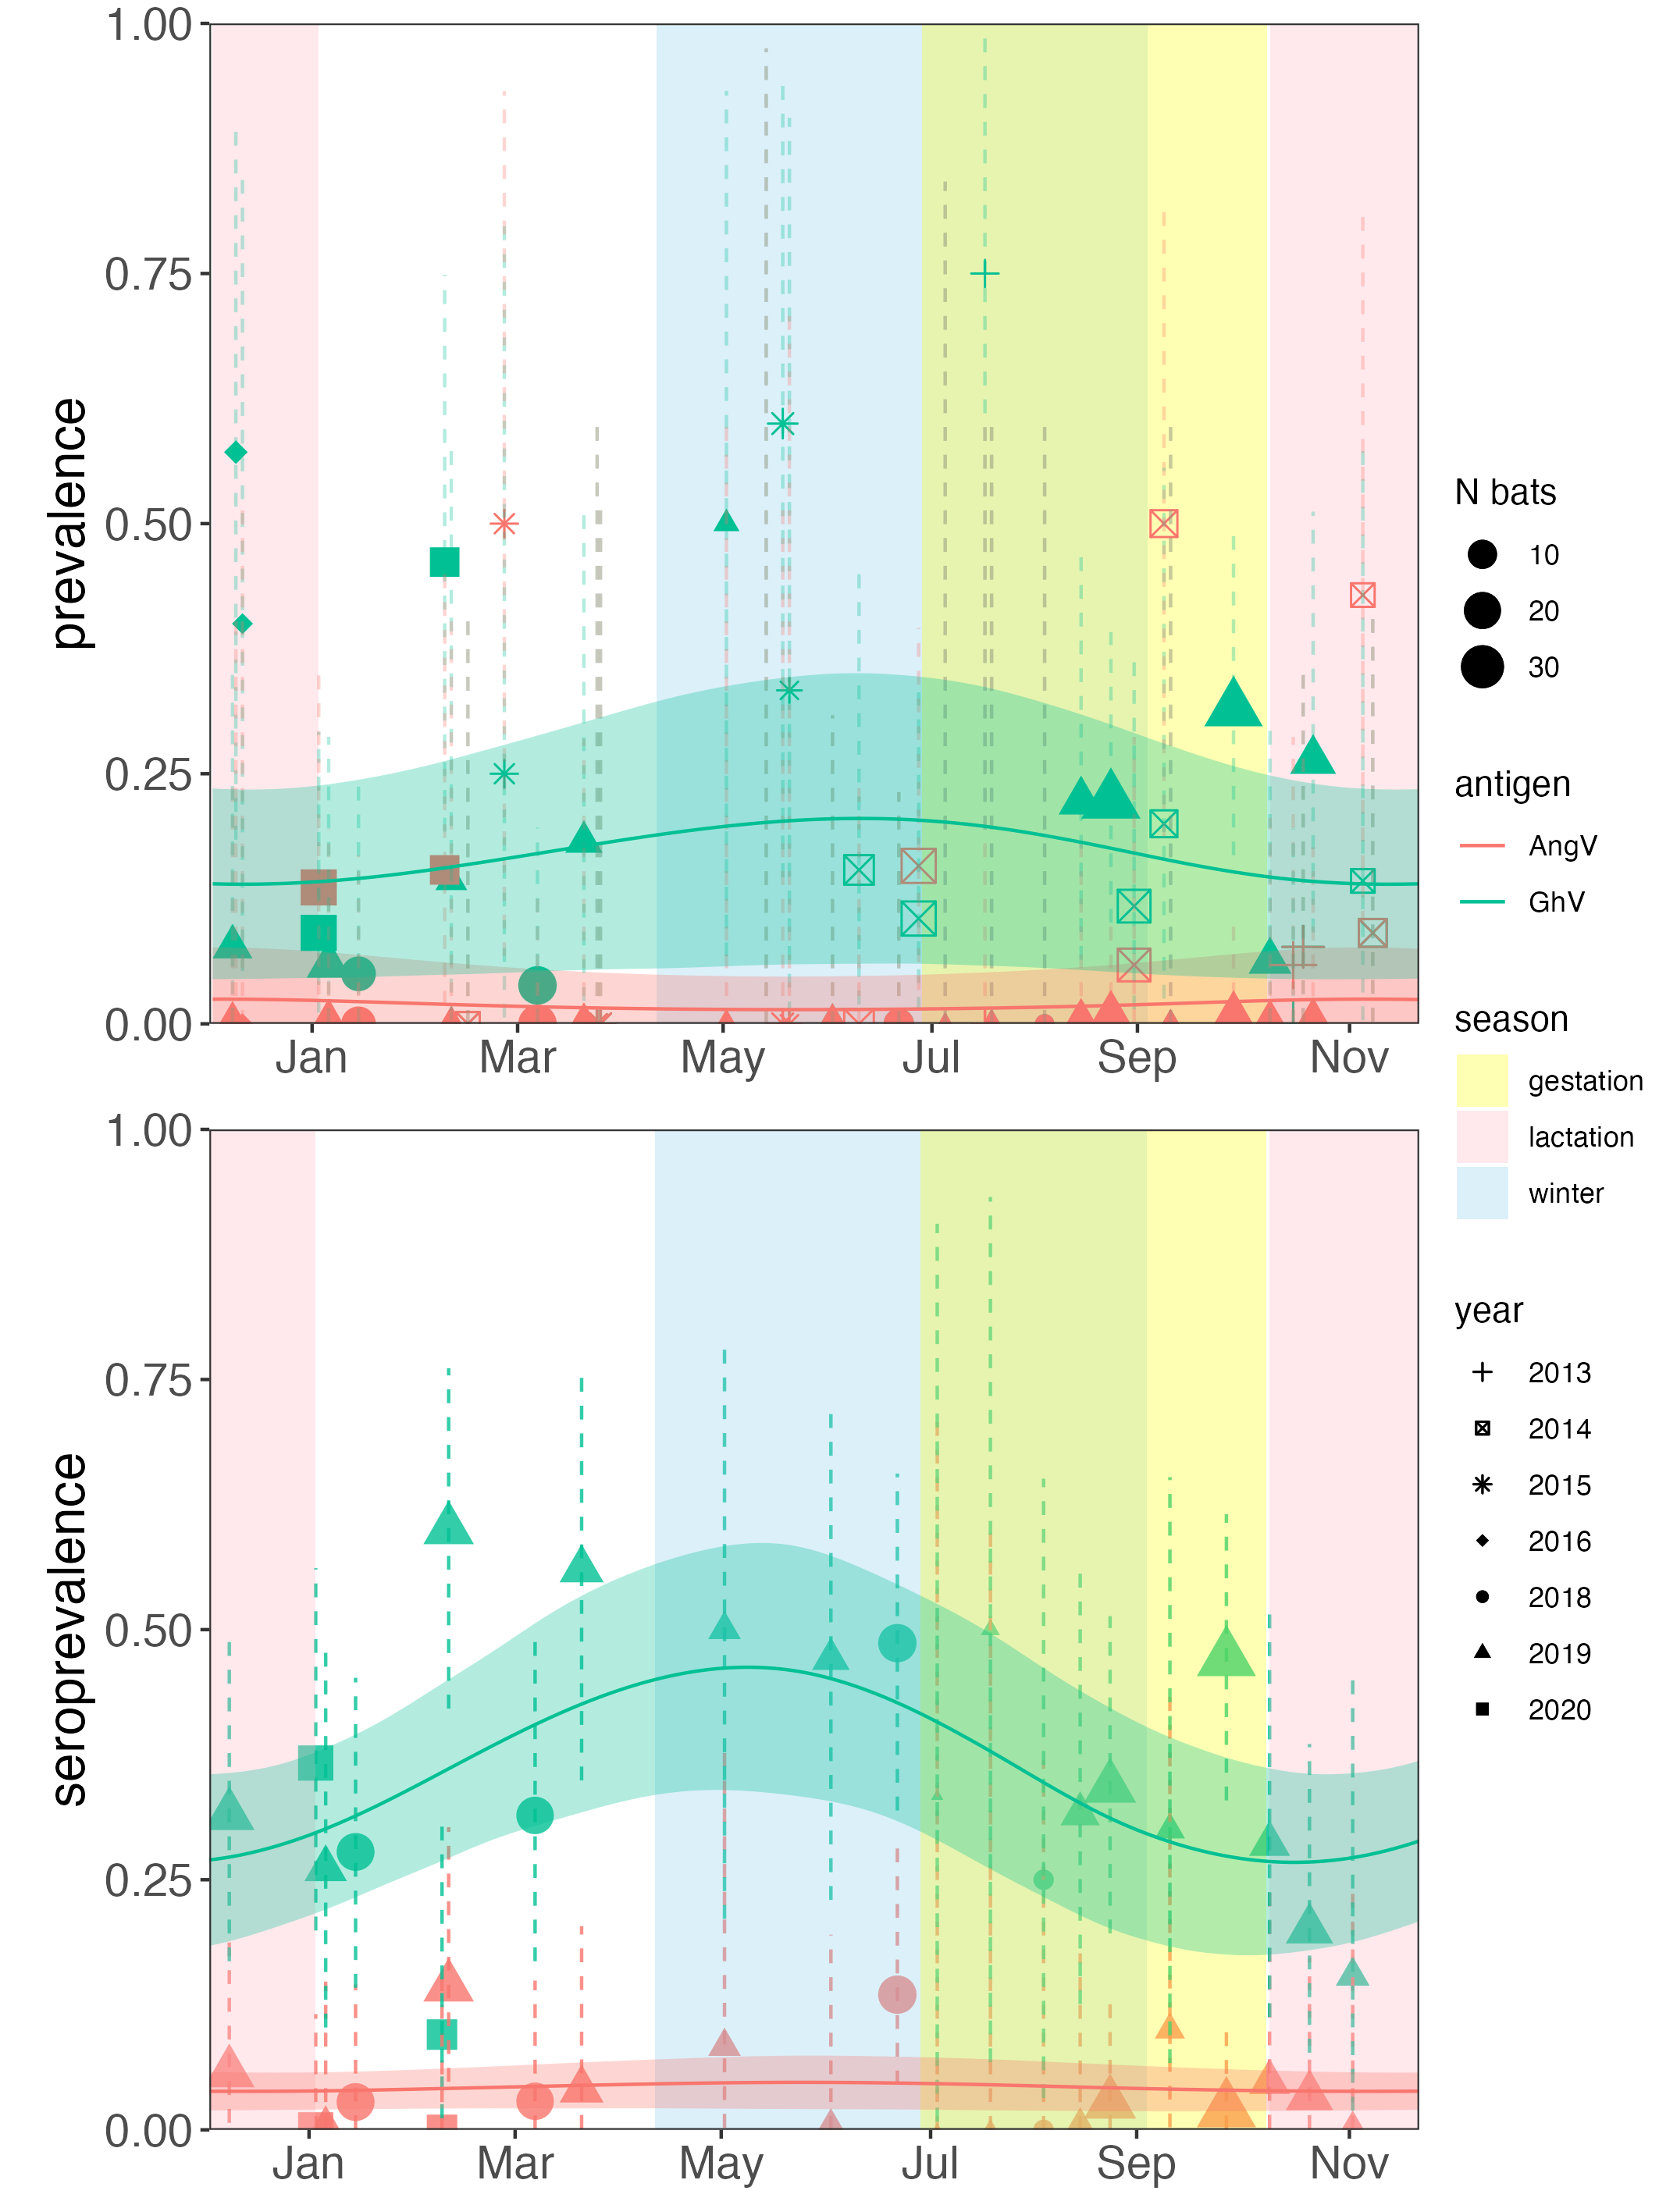 prevalence
1.00
0.75
0.50
0.25
0.00
Jan Mar May Jul Sep Nov
seroprevalence
1.00
0.75
0.50
0.25
0.00
Jan Mar May Jul Sep Nov
N bats
10
20
30
antigen
AngV
GhV
season
gestation
lactation
winter
year
2013
2014
2015
2016
2018
2019
2020